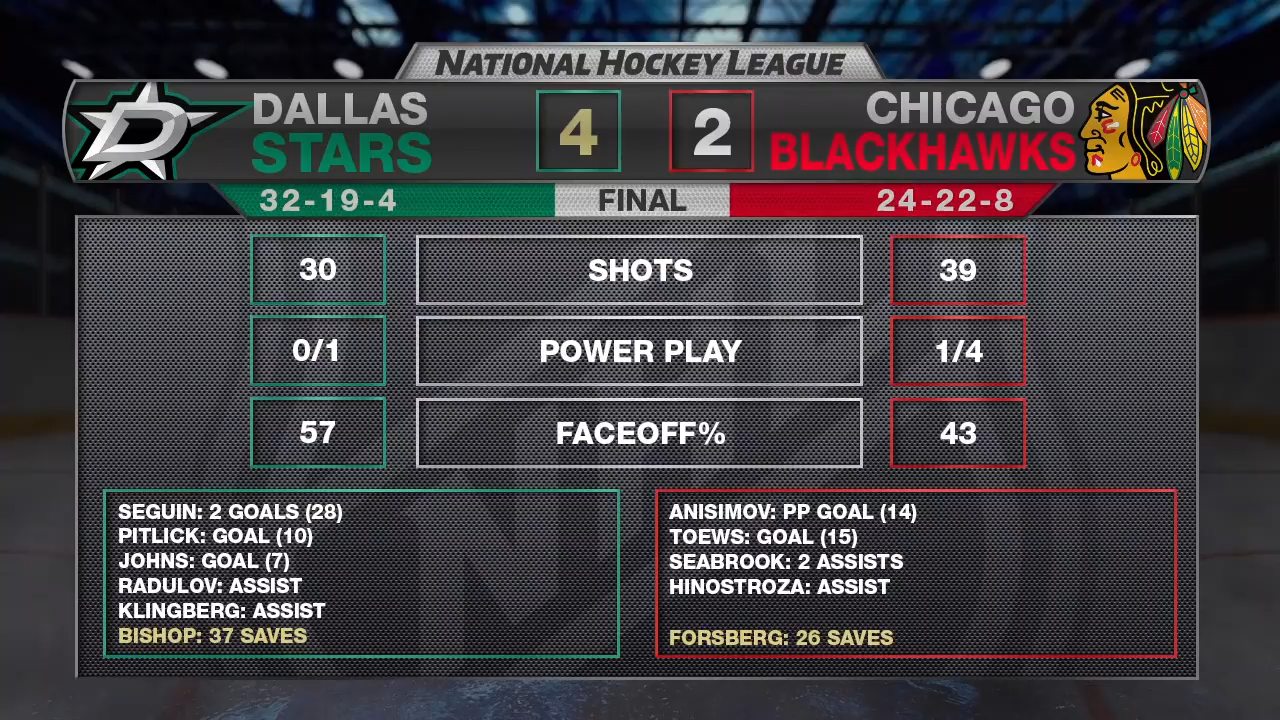 NATIONAL HOCKEY LEAGUE
DALLAS
STARS
4
2
CHICAGO
BLACKHAWKS
32-19-4
FINAL
24-22-8
30 SHOTS 39
0/1 POWER PLAY 1/4
57 FACEOFF% 43
SEGUIN: 2 GOALS (28)
PITLICK: GOAL (10)
JOHNS: GOAL (7)
RADULOV: ASSIST
KLINGBERG: ASSIST
BISHOP: 37 SAVES
ANISIMOV: PP GOAL (14)
TOEWS: GOAL (15)
SEABROOK: 2 ASSISTS
HINOSTROZA: ASSIST
FORSBERG: 26 SAVES